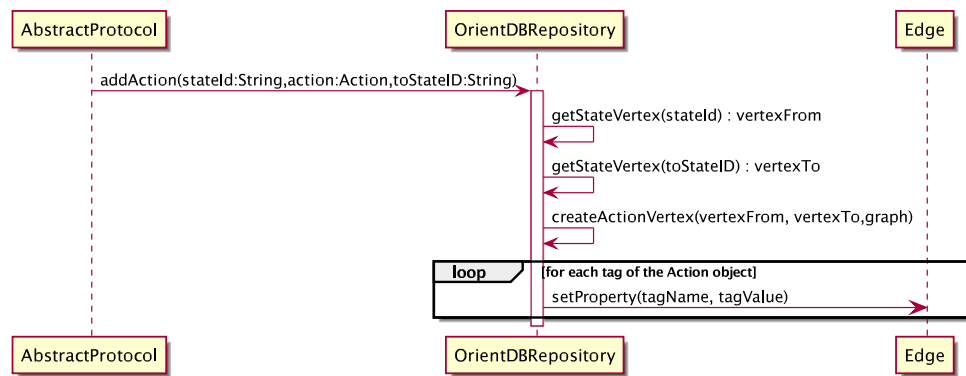 AbstractProtocol
OrientDBRepository
Edge
addAction(stateId:String,action:Action,toStateID:String)
getStateVertex(stateId) : vertexFrom
getStateVertex(toStateID) : vertexTo
createActionVertex(vertexFrom, vertexTo,graph)
loop
[for each tag of the Action object]
setProperty(tagName, tagValue)
AbstractProtocol
OrientDBRepository
Edge